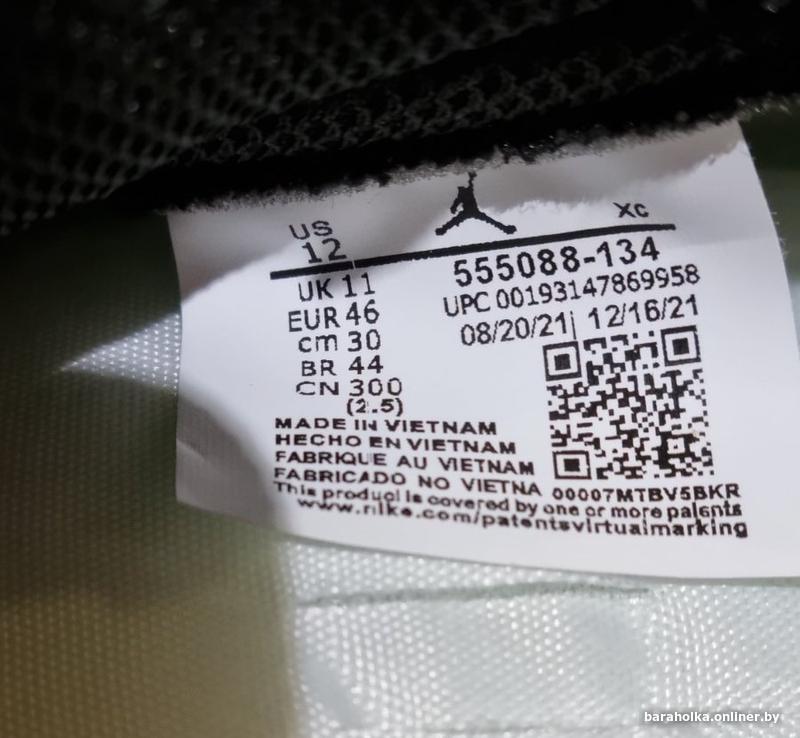 US
12
XC
UK 11
EUR 46
cm 30
BR 44
CN 300
(2.5)
555088-134
UPC 00193147869958
08/20/21| 12/16/21
MADE IN VIETNAM
HECHO EN VIETNAM
FABRIQUE AU VIETNAM
FABRICADO NO VIETNA
00007MTBV5BKR
This product is covered by one or more patents
www.nike.com/patentsvirtualmarking
baraholka.onliner.by